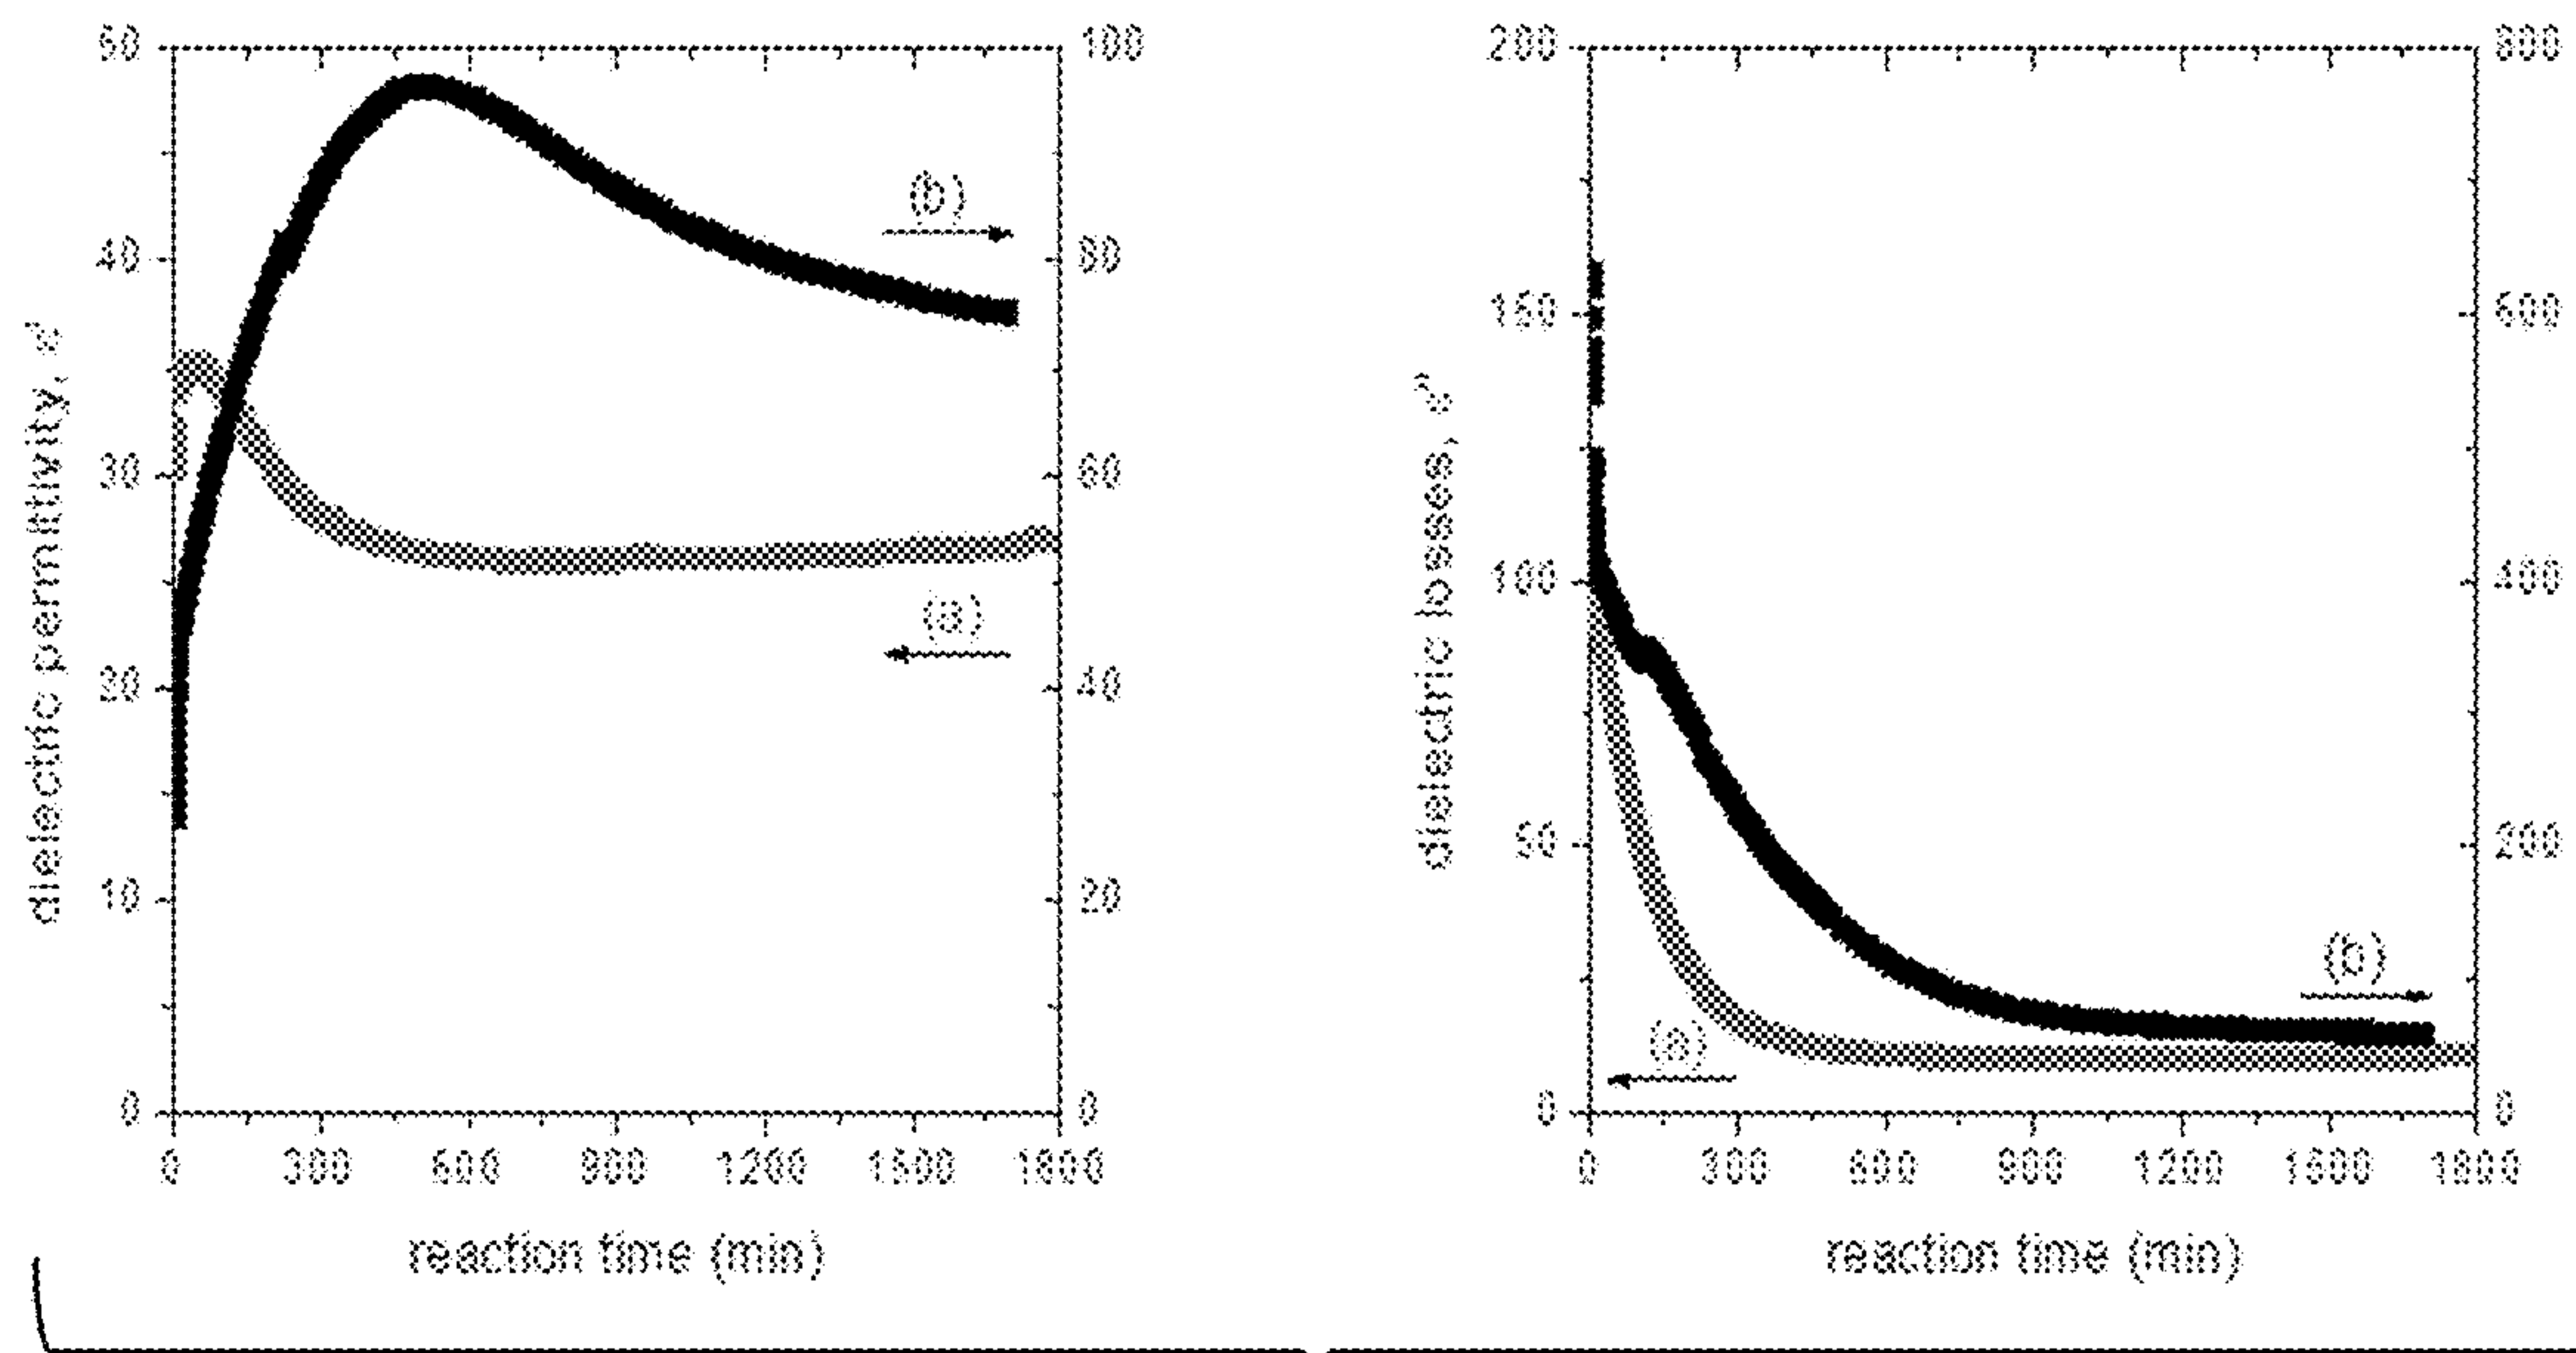 dielectric permitivity, ε'
50
40
30
20
10
0
100
80
60
40
20
0
(b)
(a)
0 300 600 900 1200 1500 1800
reaction time (min)
dielectric losses, ε"
200
150
100
50
0
800
600
400
200
0
(b)
(a)
0 300 600 900 1200 1500 1800
reaction time (min)